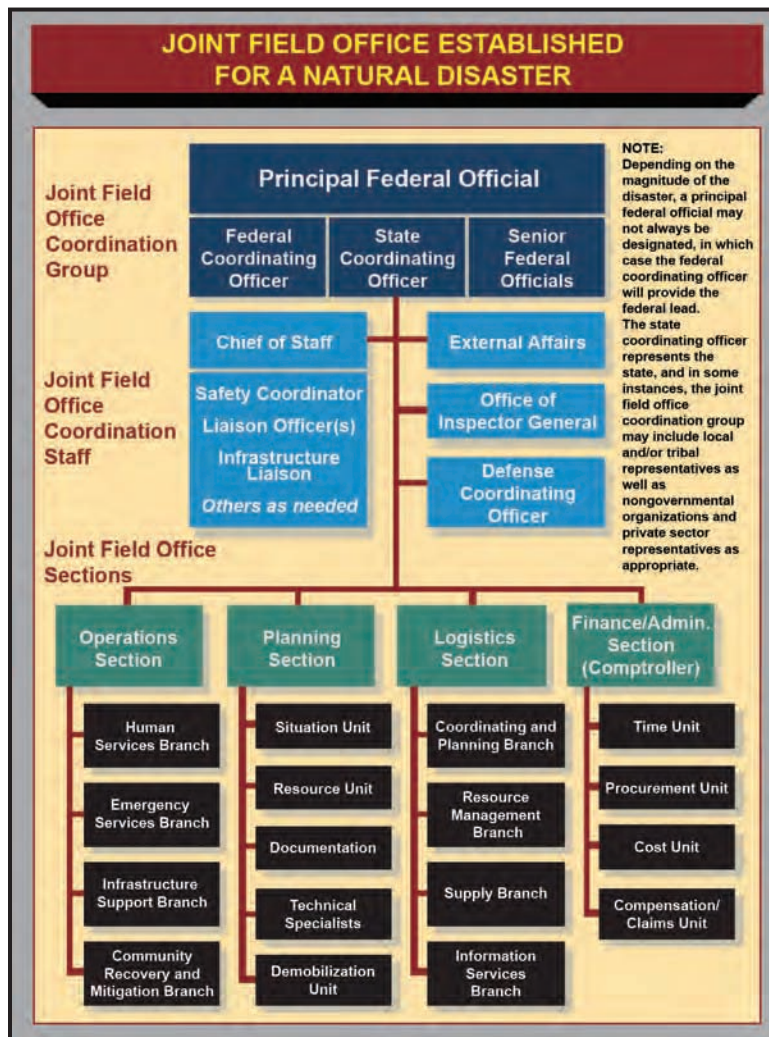 JOINT FIELD OFFICE ESTABLISHED
FOR A NATURAL DISASTER
Joint Field
Office
Coordination
Group
Principal Federal Official
Federal
Coordinating
Officer
State
Coordinating
Officer
Senior
Federal
Officials
NOTE:
Depending on the
magnitude of the
disaster, a principal
federal official may
not always be
designated, in which
case the federal
coordinating officer
will provide the
federal lead.
The state
coordinating officer
represents the
state, and in some
instances, the joint
field office
coordination group
may include local
and/or tribal
representatives as
well as
nongovernmental
organizations and
private sector
representatives as
appropriate.
Joint Field
Office
Coordination
Staff
Chief of Staff
Safety Coordinator
Liaison Officer(s)
Infrastructure
Liaison
Others as needed
External Affairs
Office of
Inspector General
Defense
Coordinating
Officer
Joint Field Office
Sections
Operations
Section
Human
Services Branch
Emergency
Services Branch
Infrastructure
Support Branch
Community
Recovery and
Mitigation Branch
Planning
Section
Situation Unit
Resource Unit
Documentation
Technical
Specialists
Demobilization
Unit
Logistics
Section
Coordinating and
Planning Branch
Resource
Management
Branch
Supply Branch
Information
Services
Branch
Finance/Admin.
Section
(Comptroller)
Time Unit
Procurement Unit
Cost Unit
Compensation/
Claims Unit